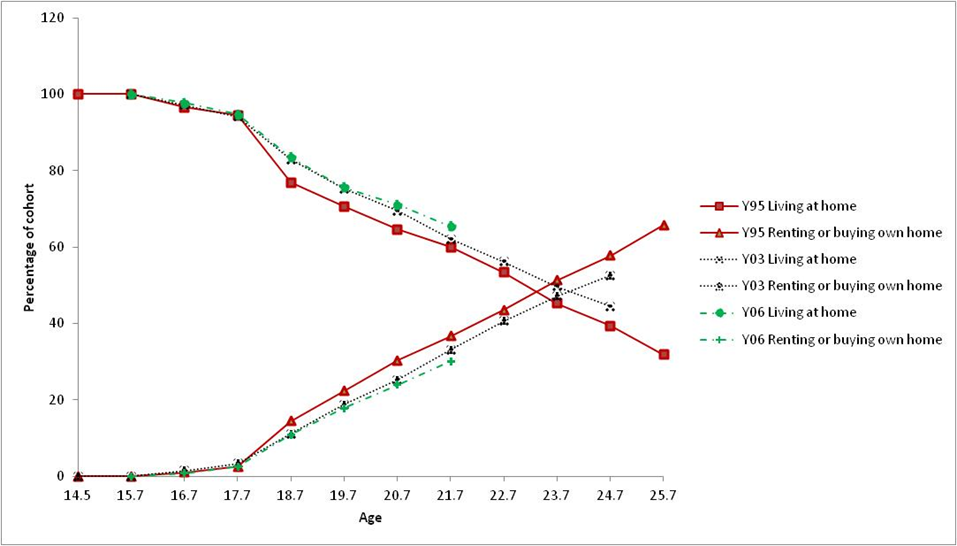 120
100
80
60
40
20
0
Percentage of cohort
14.5 15.7 16.7 17.7 18.7 19.7 20.7 21.7 22.7 23.7 24.7 25.7
Age
Y95 Living at home
Y95 Renting or buying own home
Y03 Living at home
Y03 Renting or buying own home
Y06 Living at home
Y06 Renting or buying own home